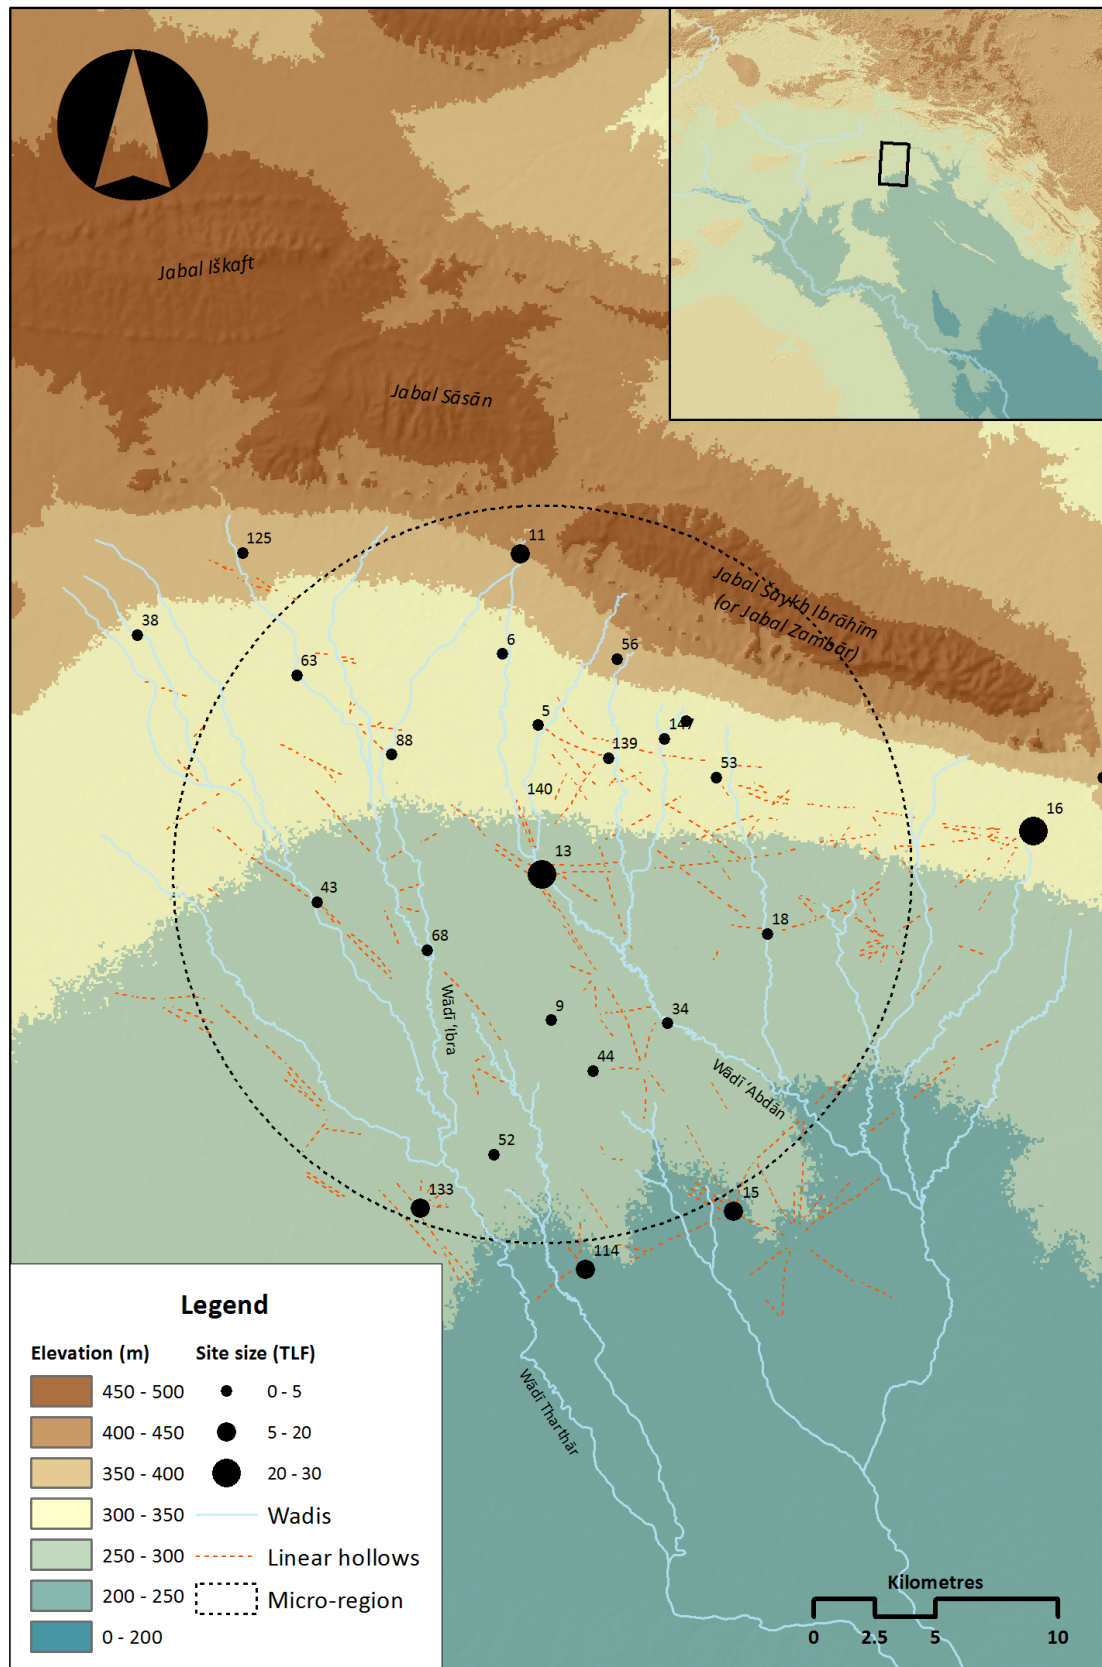 Jabal Iškaft
Jabal Sāsān
Jabal Šaykh Ibrāhīm
(or Jabal Zambār)
125
11
38
6
56
63
5
147
88
139
53
140
16
13
43
18
68
Wādī ‘Ibra
9
34
44
Wādī ‘Abdān
52
133
15
114
Wādī Tharthār
Legend
Elevation (m)
450 - 500
400 - 450
350 - 400
300 - 350
250 - 300
200 - 250
0 - 200
Site size (TLF)
0 - 5
5 - 20
20 - 30
Wadis
Linear hollows
Micro-region
Kilometres
0 2.5 5 10